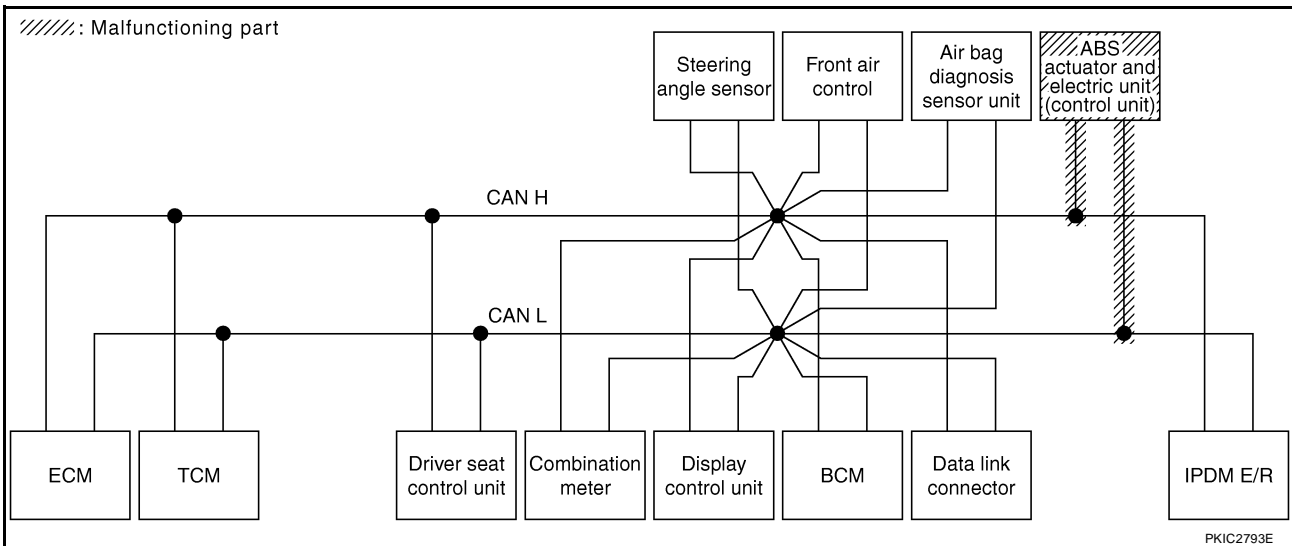 : Malfunctioning part
Steering
angle sensor
Front air
control
Air bag
diagnosis
sensor unit
ABS
actuator and
electric unit
(control unit)
CAN H
CAN L
ECM
TCM
Driver seat
control unit
Combination
meter
Display
control unit
BCM
Data link
connector
IPDM E/R
PKIC2793E